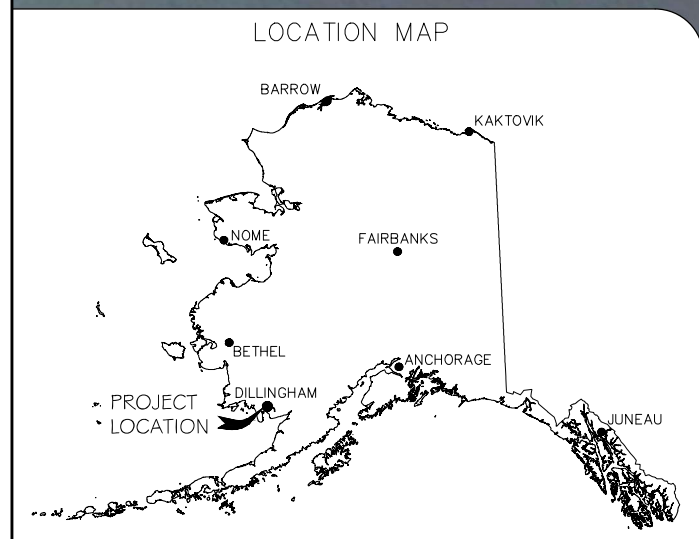 LOCATION MAP
BARROW
KAKTOVIK
NOME
FAIRBANKS
BETHEL
ANCHORAGE
DILLINGHAM
PROJECT
LOCATION
JUNEAU